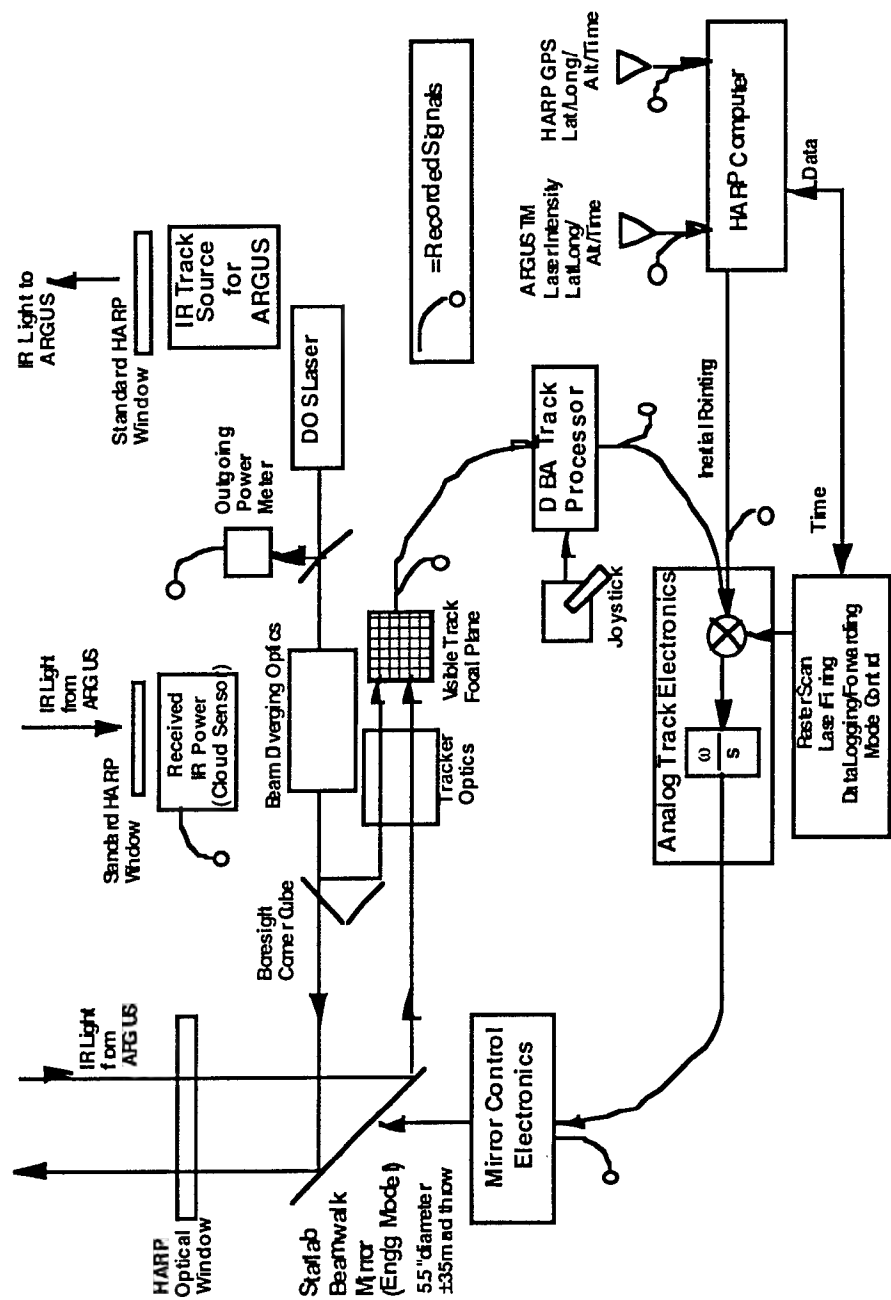 IR Light to
ARGUS
Standard HARP
Window
IR Track
Source
for
ARGUS
DOS Laser
Outgoing
Power
Meter
IR Light
from
ARGUS
Standard HARP
Window
Received
IR Power
(Cloud Sensor)
Beam Diverging Optics
Boresight
Corner Cube
IR Light
from
ARGUS
HARP
Optical
Window
Starlab
Beamwalk
Mirror
(Engg Model)
5.5" diameter
±35mrad throw
Tracker
Optics
Visible Track
Focal Plane
=Recorded Signals
DBA Track
Processor
Joystick
Mirror Control
Electronics
Analog Track Electronics
ω
s
Inertial Pointing
ARGUS TM
Laser Intensity
Lat/Long/
Alt/Time
HARP GPS
Lat/Long/
Alt/Time
HARP Computer
Data
Time
Raster Scan
Laser Firing
Data Logging/Forwarding
Mode Control